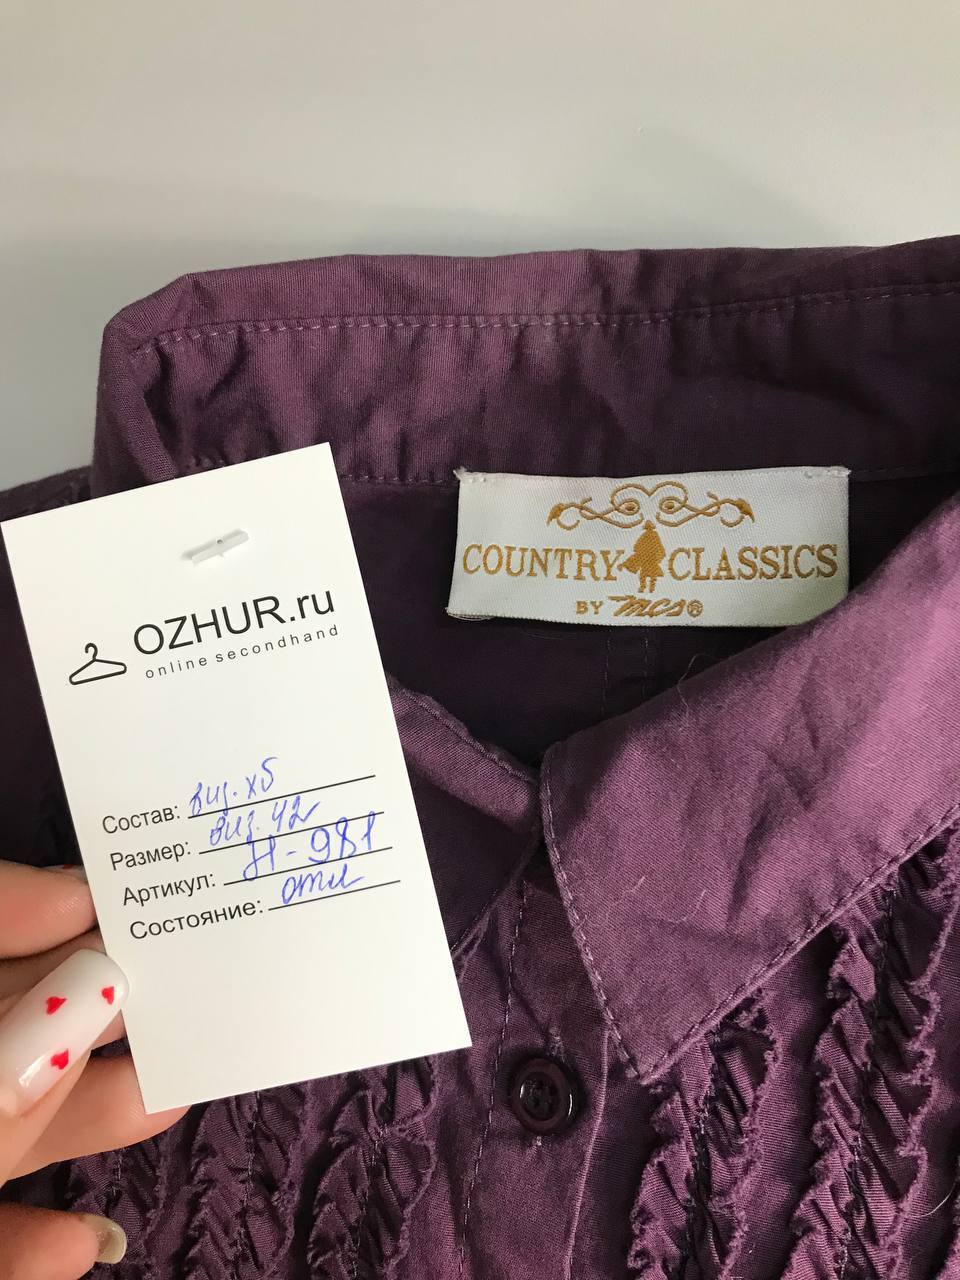 COUNTRY CLASSICS
BY mcs®
OZHUR.ru
online secondhand
Состав: виз. хб
Размер: виз. 42
Артикул: Н-981
Состояние: отл